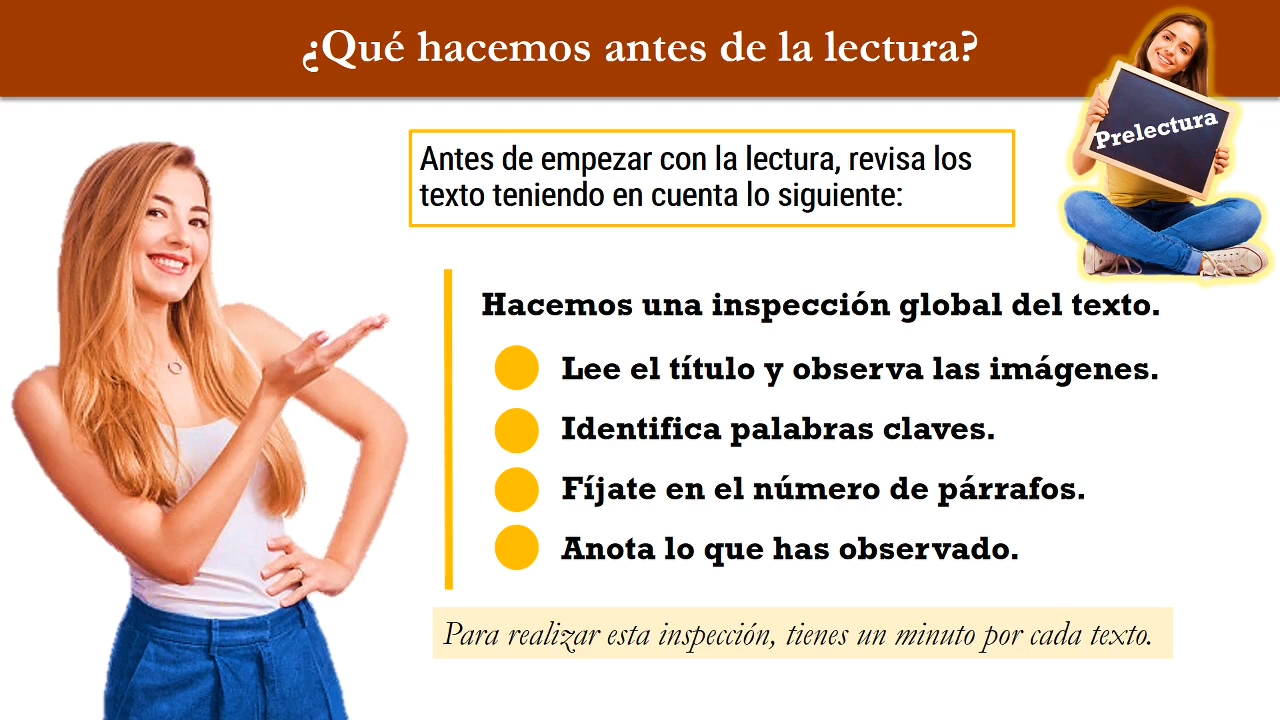 ¿Qué hacemos antes de la lectura?
Prelectura
Antes de empezar con la lectura, revisa los
texto teniendo en cuenta lo siguiente:
Hacemos una inspección global del texto.
Lee el título y observa las imágenes.
Identifica palabras claves.
Fíjate en el número de párrafos.
Anota lo que has observado.
Para realizar esta inspección, tienes un minuto por cada texto.